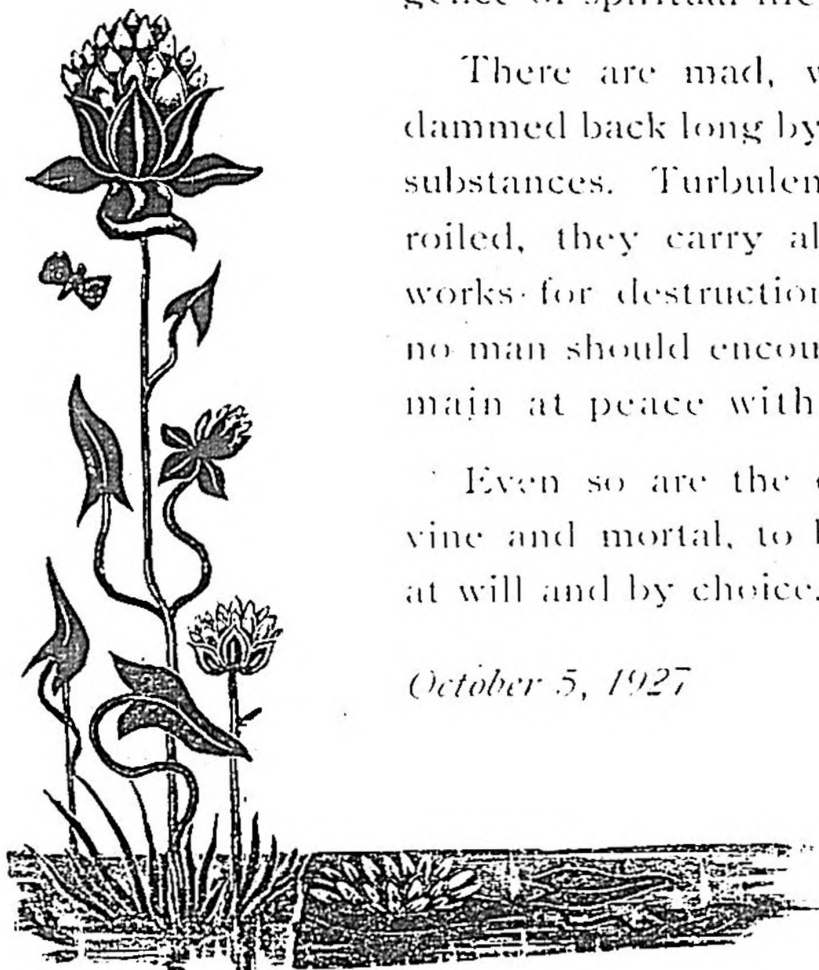 There are mad, w
dammed back long by
substances. Turbulen
roiled, they carry al
works for destruction
no man should encou
main at peace with
Even so are the
vine and mortal, to
at will and by choice.
October 5, 1927